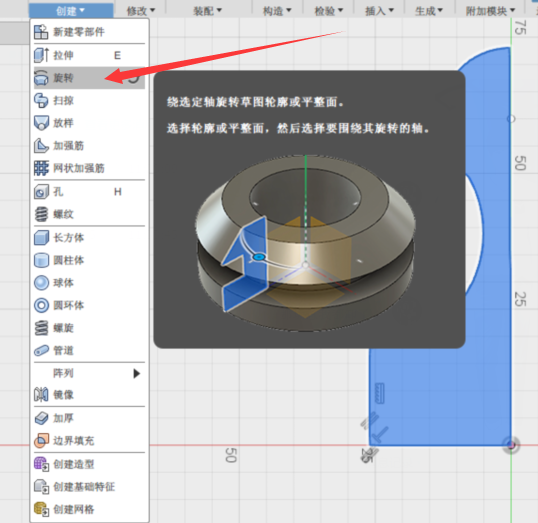 创建 修改 装配 构造 检验 插入 生成 附加模块
新建零部件
拉伸 E
旋转
扫掠
放样
加强筋
网状加强筋
孔 H
螺纹
长方体
圆柱体
球体
圆环体
螺旋
管道
阵列
镜像
加厚
边界填充
创建造型
创建基础特征
创建网格
绕选定轴旋转草图轮廓或平整面。
选择轮廓或平整面，然后选择要围绕其旋转的轴。
75
50
25
50
25